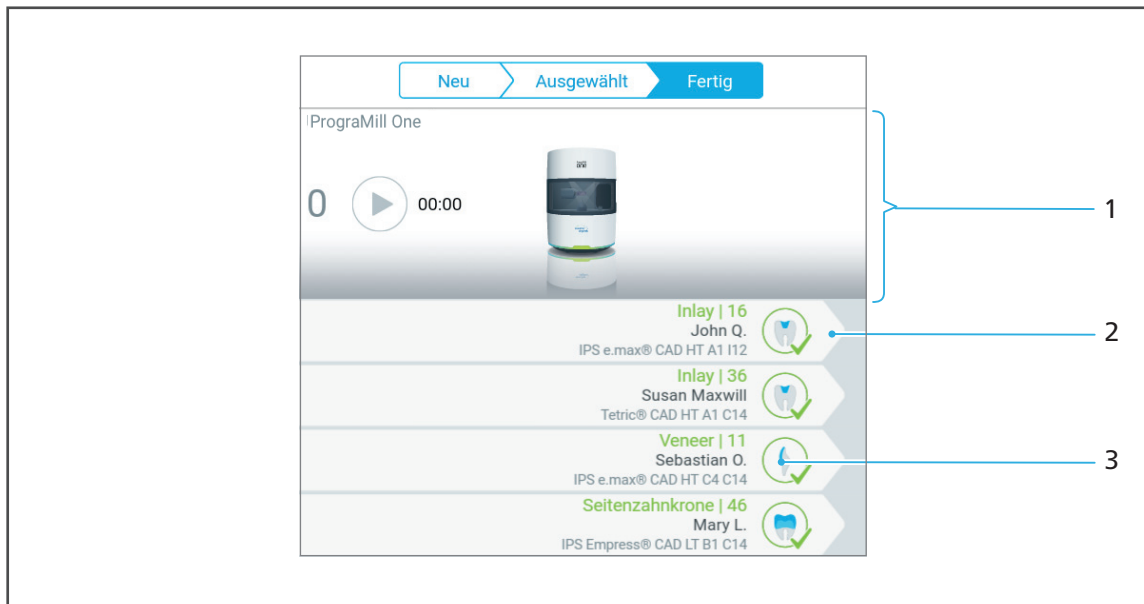 Neu
Ausgewählt
Fertig
PrograMill One
0
00:00
1
Inlay | 16
John Q.
IPS e.max® CAD HT A1 I12
2
Inlay | 36
Susan Maxwill
Tetric® CAD HT A1 C14
Veneer | 11
Sebastian O.
IPS e.max® CAD HT C4 C14
3
Seitenzahnkrone | 46
Mary L.
IPS Empress® CAD LT B1 C14